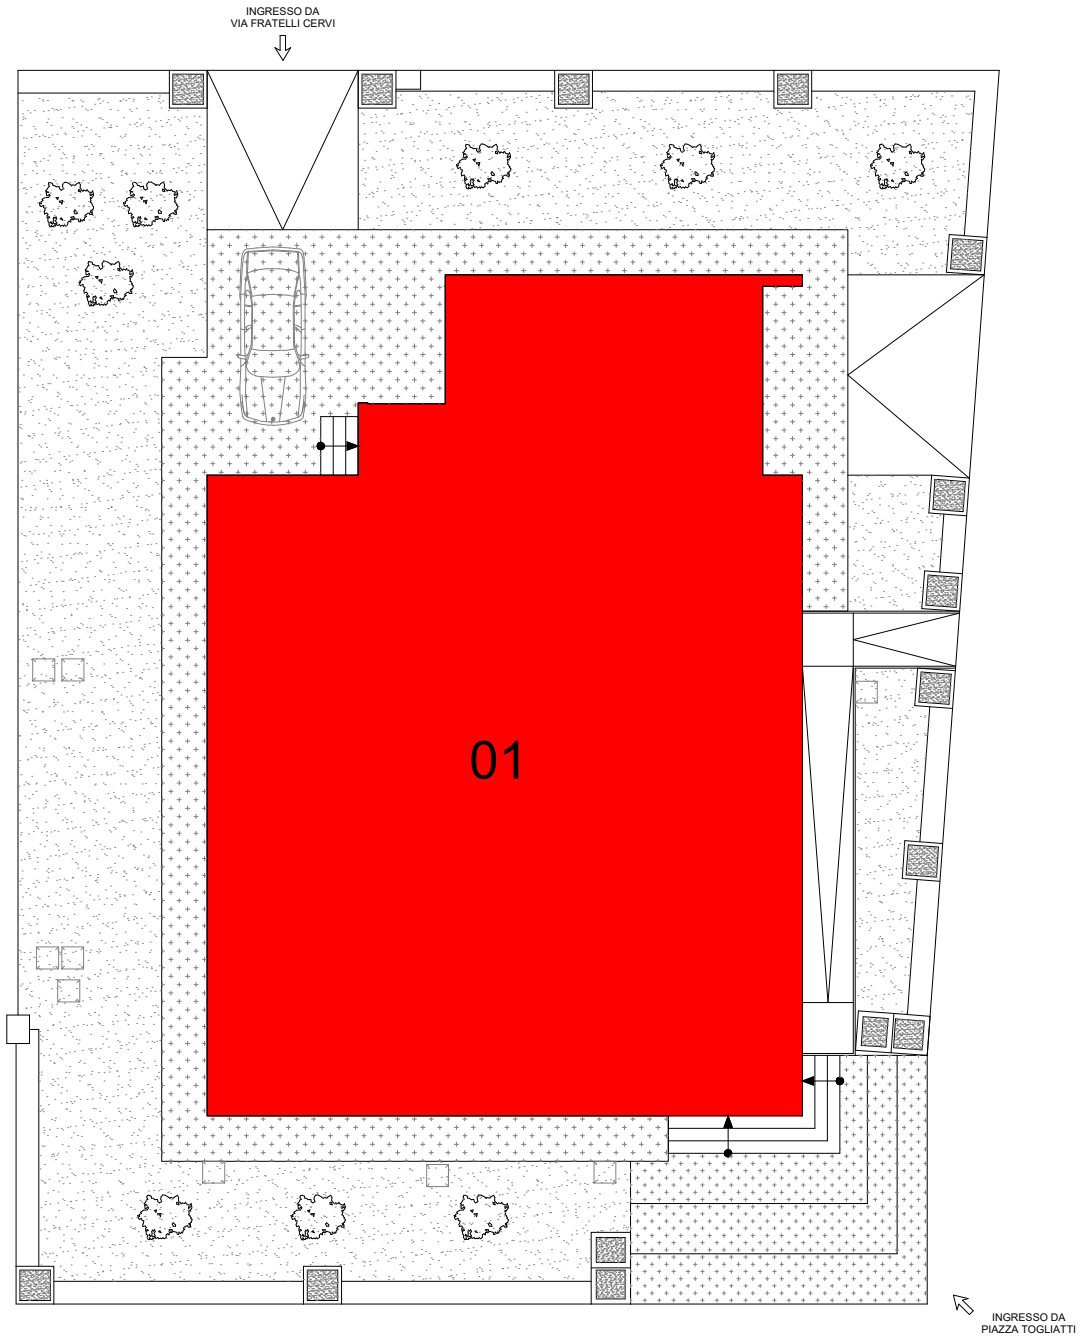 INGRESSO DA
VIA FRATELLI CERVI
01
INGRESSO DA
PIAZZA TOGLIATTI